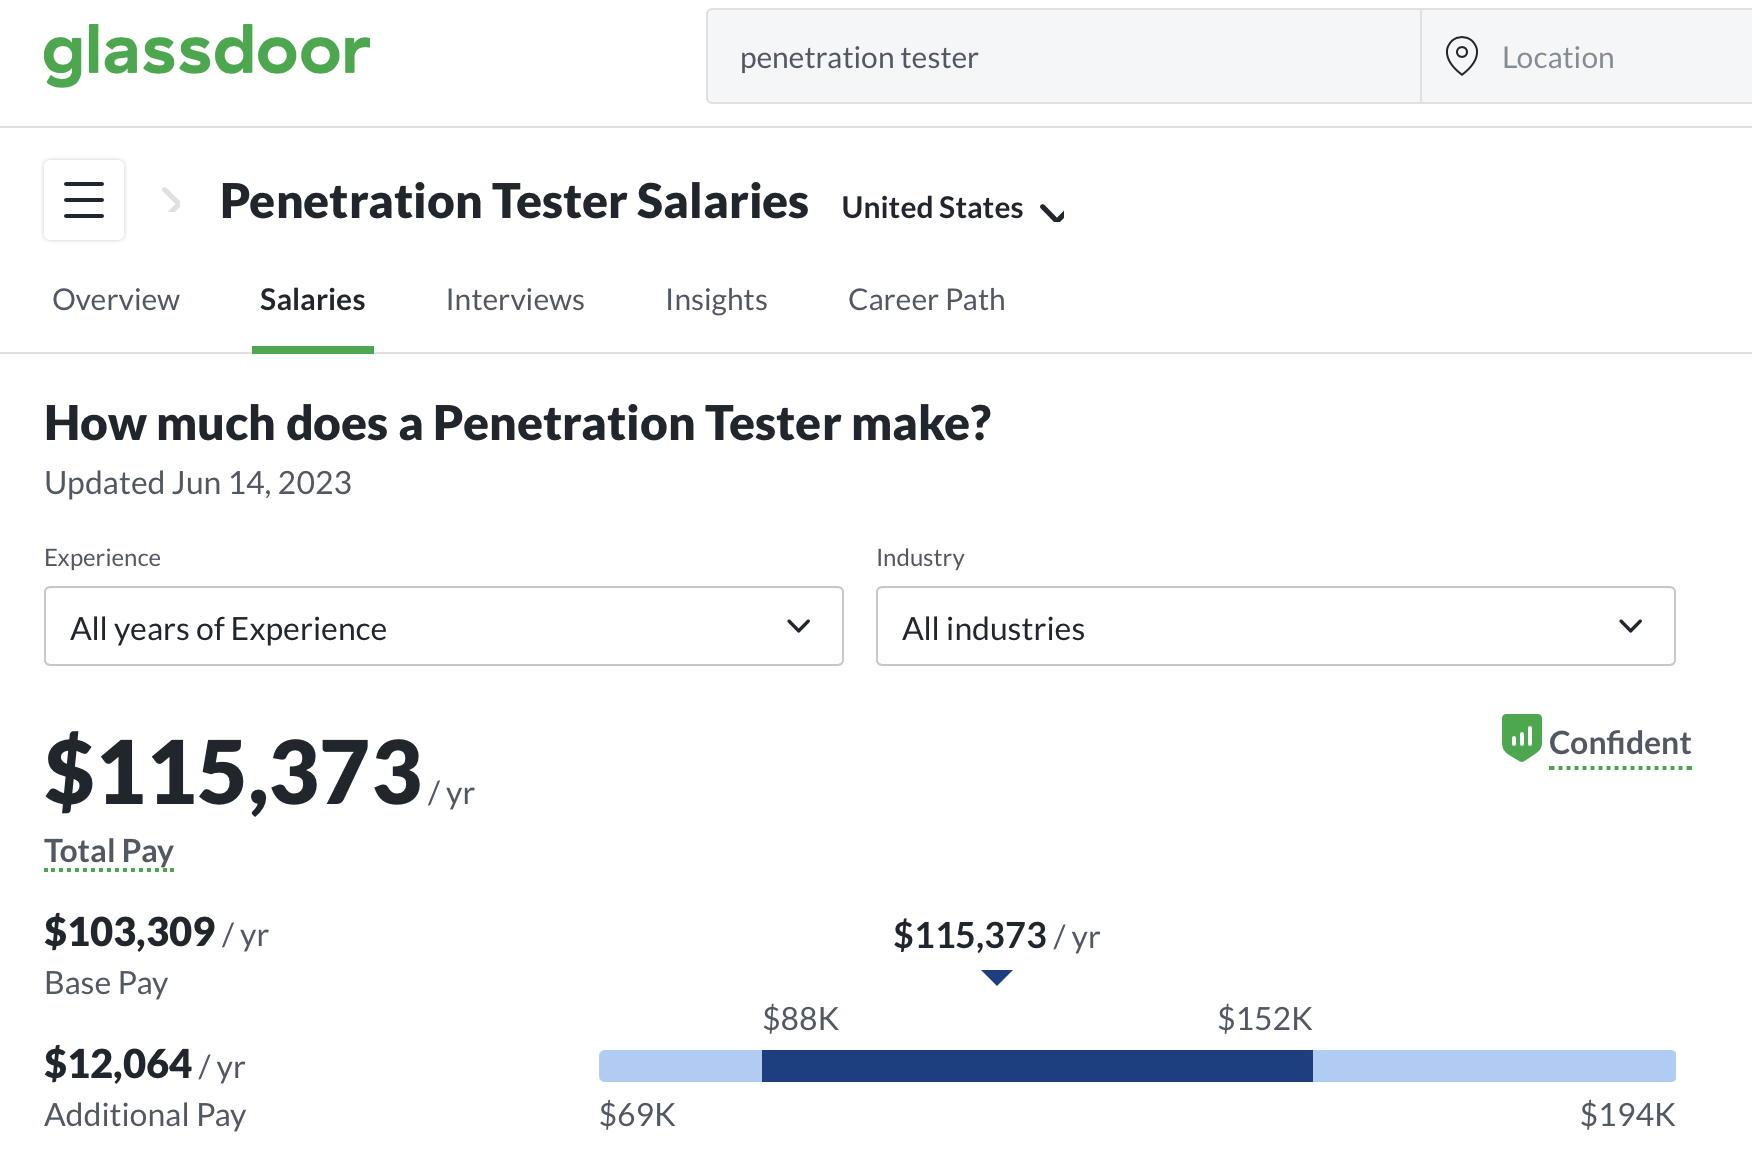 glassdoor
penetration tester
Location
Penetration Tester Salaries United States
Overview Salaries Interviews Insights Career Path
How much does a Penetration Tester make?
Updated Jun 14, 2023
Experience
All years of Experience
Industry
All industries
$115,373 / yr
Confident
Total Pay
$103,309 / yr
Base Pay
$12,064 / yr
Additional Pay
$115,373 / yr
$88K $152K
$69K $194K